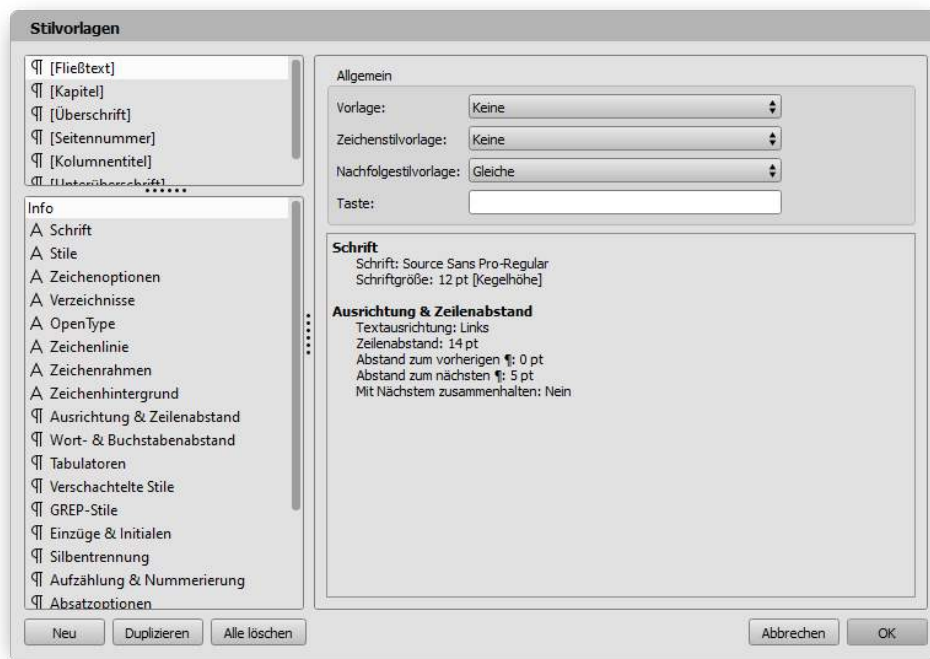 Stilvorlagen
¶ [Fließtext]
¶ [Kapitel]
¶ [Überschrift]
¶ [Seitennummer]
¶ [Kolumnentitel]
¶ [Unterüberschrift]
Info
A Schrift
A Stile
A Zeichenoptionen
A Verzeichnisse
A OpenType
A Zeichenlinie
A Zeichenrahmen
A Zeichenhintergrund
¶ Ausrichtung & Zeilenabstand
¶ Wort- & Buchstabenabstand
¶ Tabulatoren
¶ Verschachtelte Stile
¶ GREP-Stile
¶ Einzüge & Initialen
¶ Silbentrennung
¶ Aufzählung & Nummerierung
¶ Absatzoptionen
Allgemein
Vorlage: Keine
Zeichenstilvorlage: Keine
Nachfolgestilvorlage: Gleiche
Taste:
Schrift
Schrift: Source Sans Pro-Regular
Schriftgröße: 12 pt [Kegelhöhe]
Ausrichtung & Zeilenabstand
Textausrichtung: Links
Zeilenabstand: 14 pt
Abstand zum vorherigen ¶: 0 pt
Abstand zum nächsten ¶: 5 pt
Mit Nächstem zusammenhalten: Nein
Neu Duplizieren Alle löschen Abbrechen OK